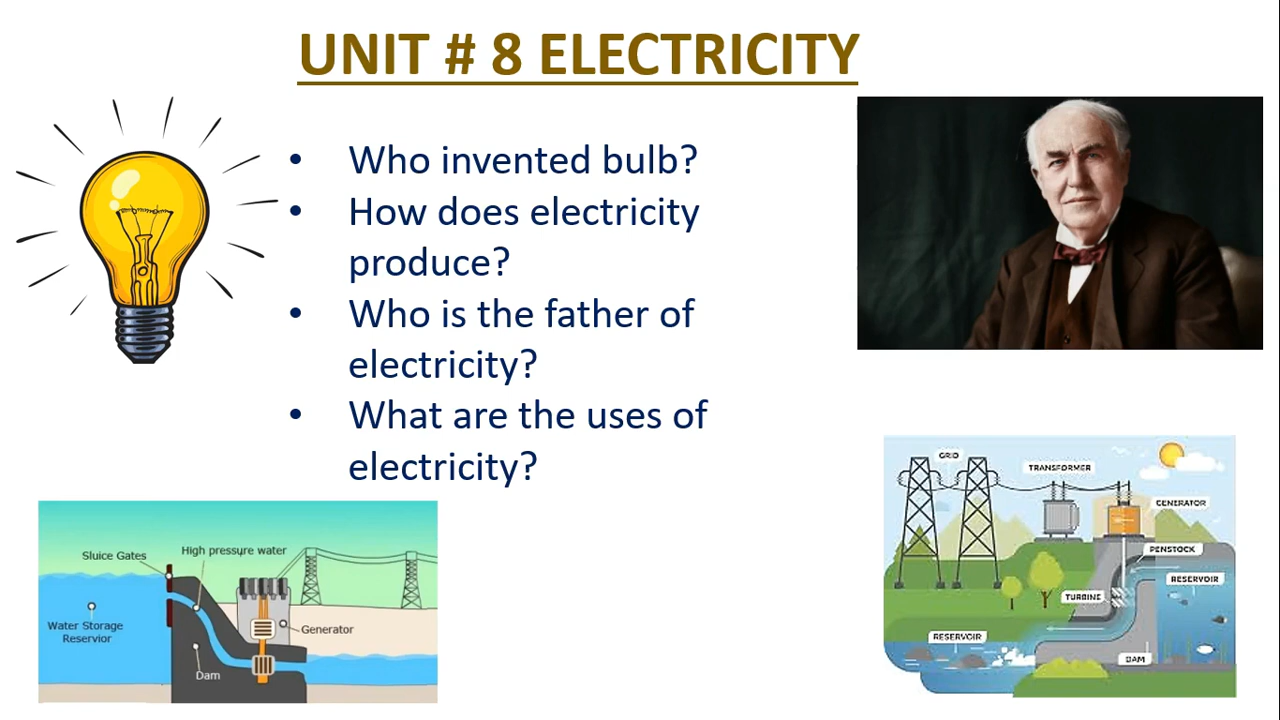 UNIT # 8 ELECTRICITY
• Who invented bulb?
• How does electricity
produce?
• Who is the father of
electricity?
• What are the uses of
electricity?
Sluice Gates
High pressure water
Water Storage
Reservior
Generator
Dam
GRID
TRANSFORMER
GENERATOR
PENSTOCK
RESERVOIR
TURBINE
RESERVOIR
DAM